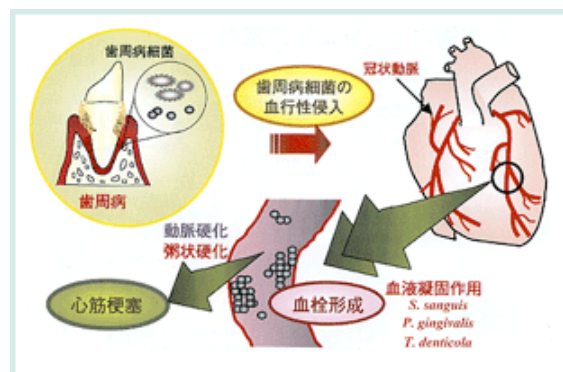 歯周病細菌
歯周病
歯周病細菌の
血行性侵入
冠状動脈
動脈硬化
粥状硬化
心筋梗塞
血栓形成
血液凝固作用
S. sanguis
P. gingivalis
T. denticola